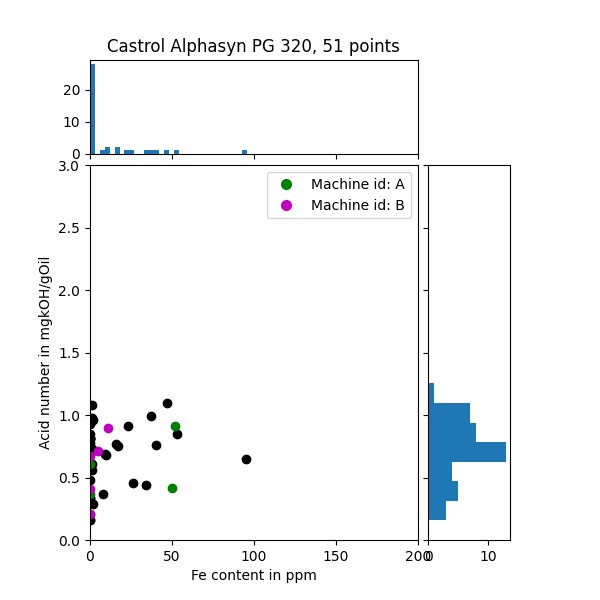 Castrol Alphasyn PG 320, 51 points
20
10
0
3.0
2.5
2.0
1.5
1.0
0.5
0.0
Acid number in mgkOH/gOil
Machine id: A
Machine id: B
0 50 100 150 200
0 10
Fe content in ppm